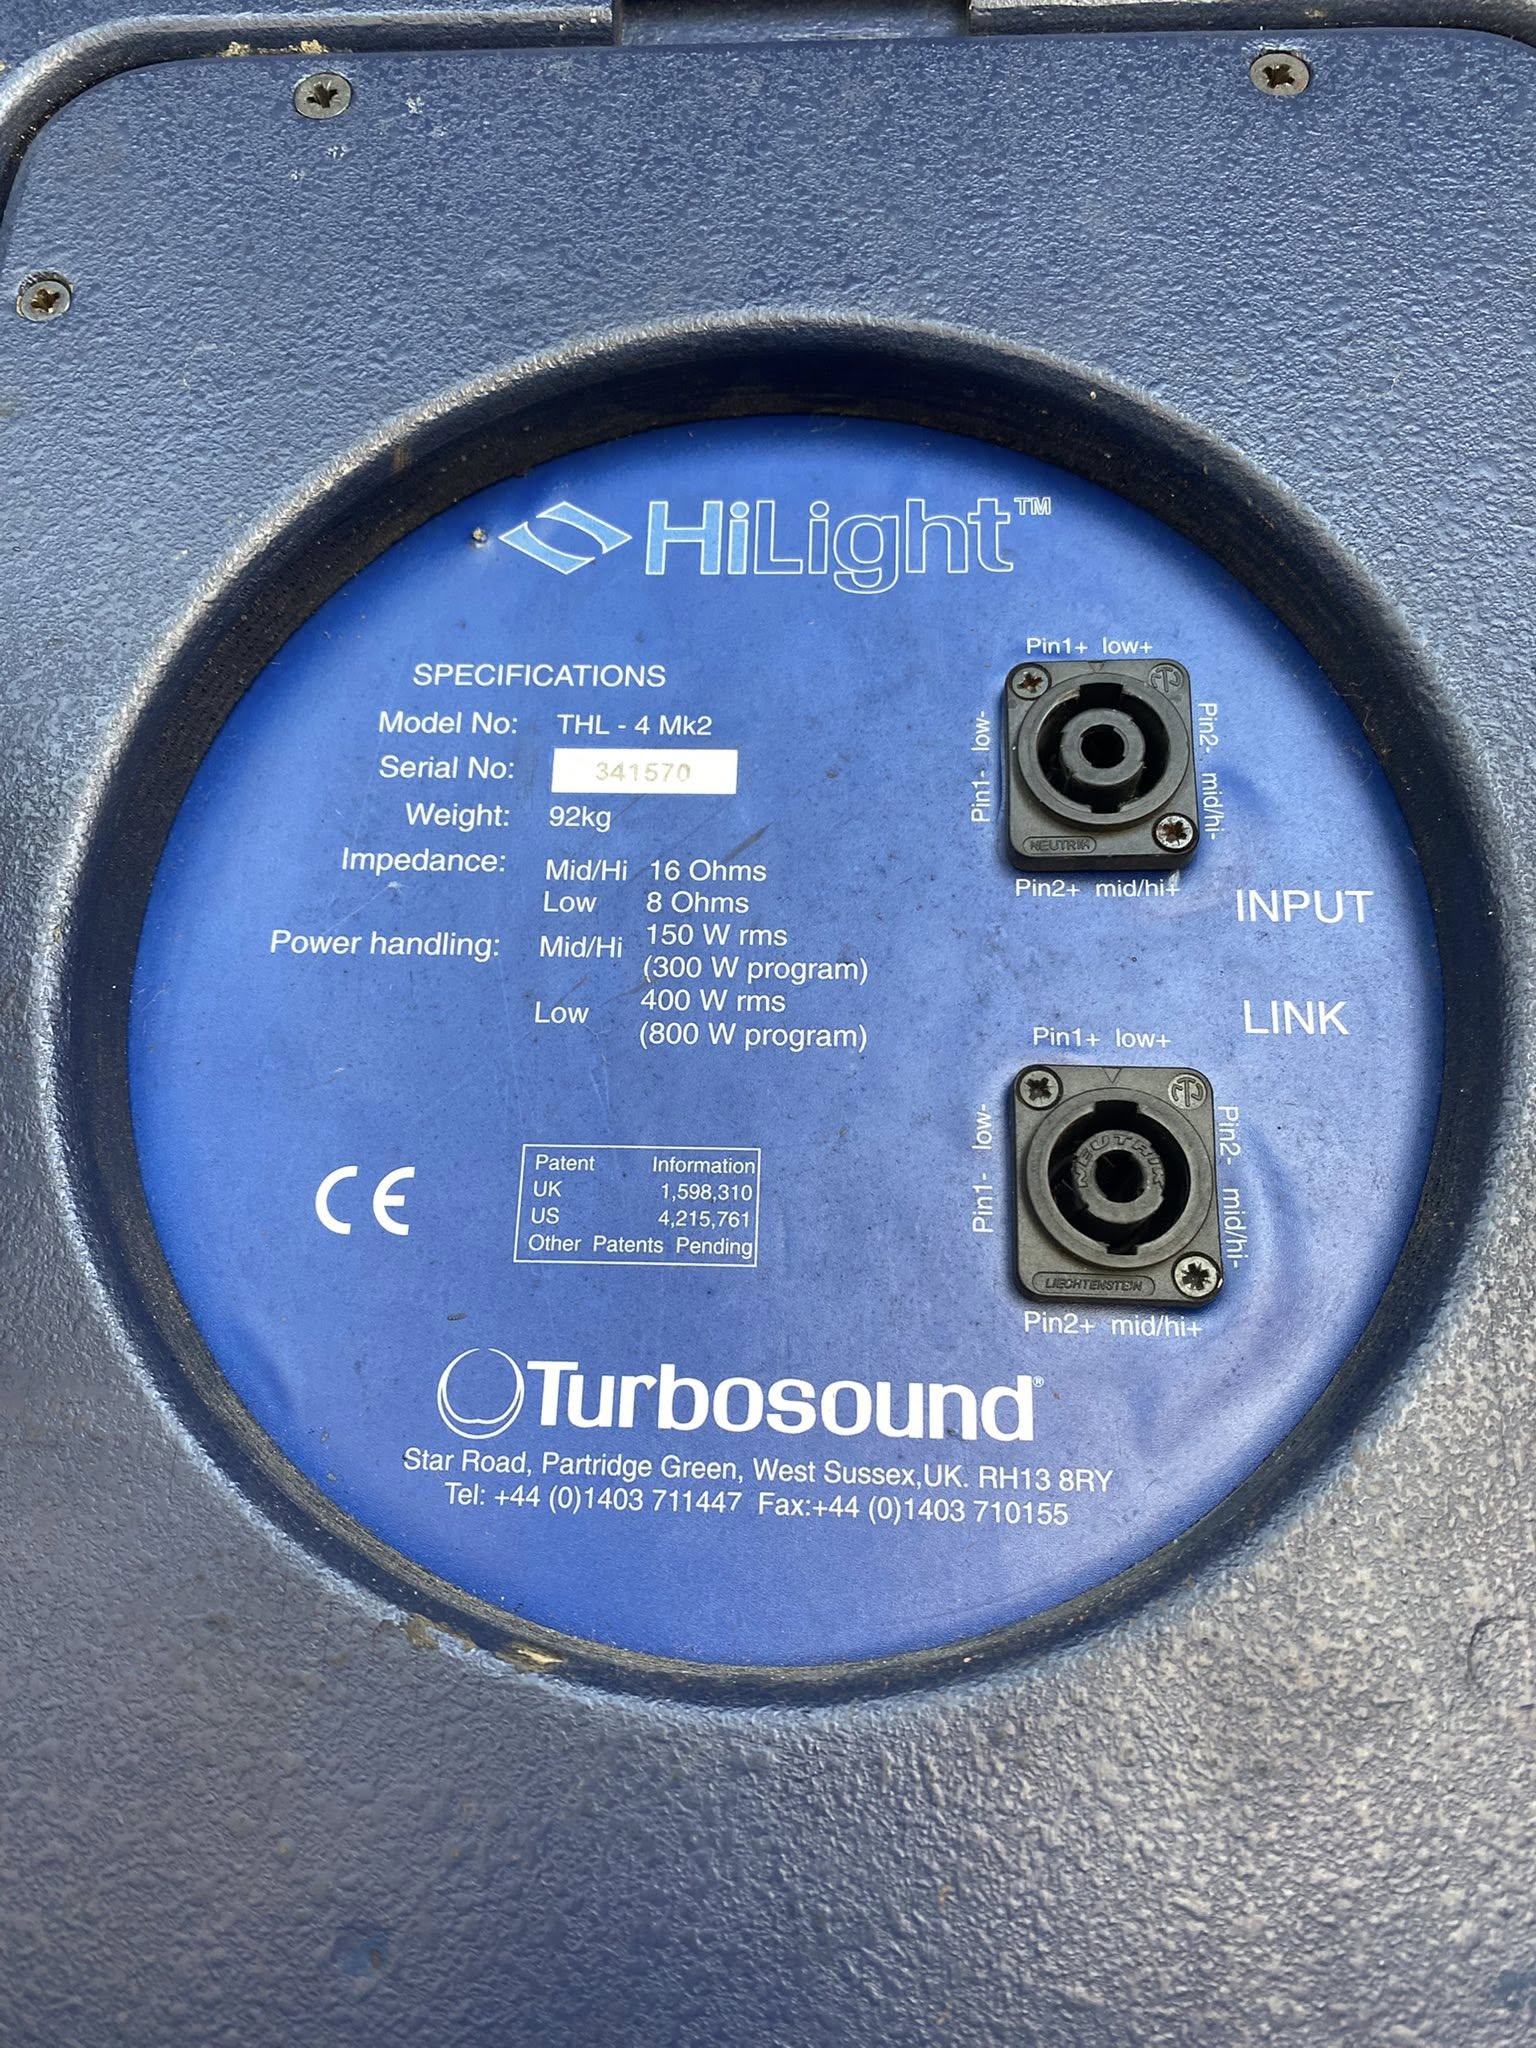 HiLight™
SPECIFICATIONS
Model No: THL - 4 Mk2
Serial No: 341570
Weight: 92kg
Impedance: Mid/Hi 16 Ohms
Low 8 Ohms
Power handling: Mid/Hi 150 W rms
(300 W program)
Low 400 W rms
(800 W program)
Pin1+ low+
Pin1- low-
Pin2- mid/hi-
NEUTRIK
Pin2+ mid/hi+
INPUT
LINK
Pin1+ low+
Pin1- low-
Pin2- mid/hi-
NEUTRIK
LIECHTENSTEIN
Pin2+ mid/hi+
CE
Patent Information
UK 1,598,310
US 4,215,761
Other Patents Pending
Turbosound®
Star Road, Partridge Green, West Sussex,UK. RH13 8RY
Tel: +44 (0)1403 711447 Fax:+44 (0)1403 710155